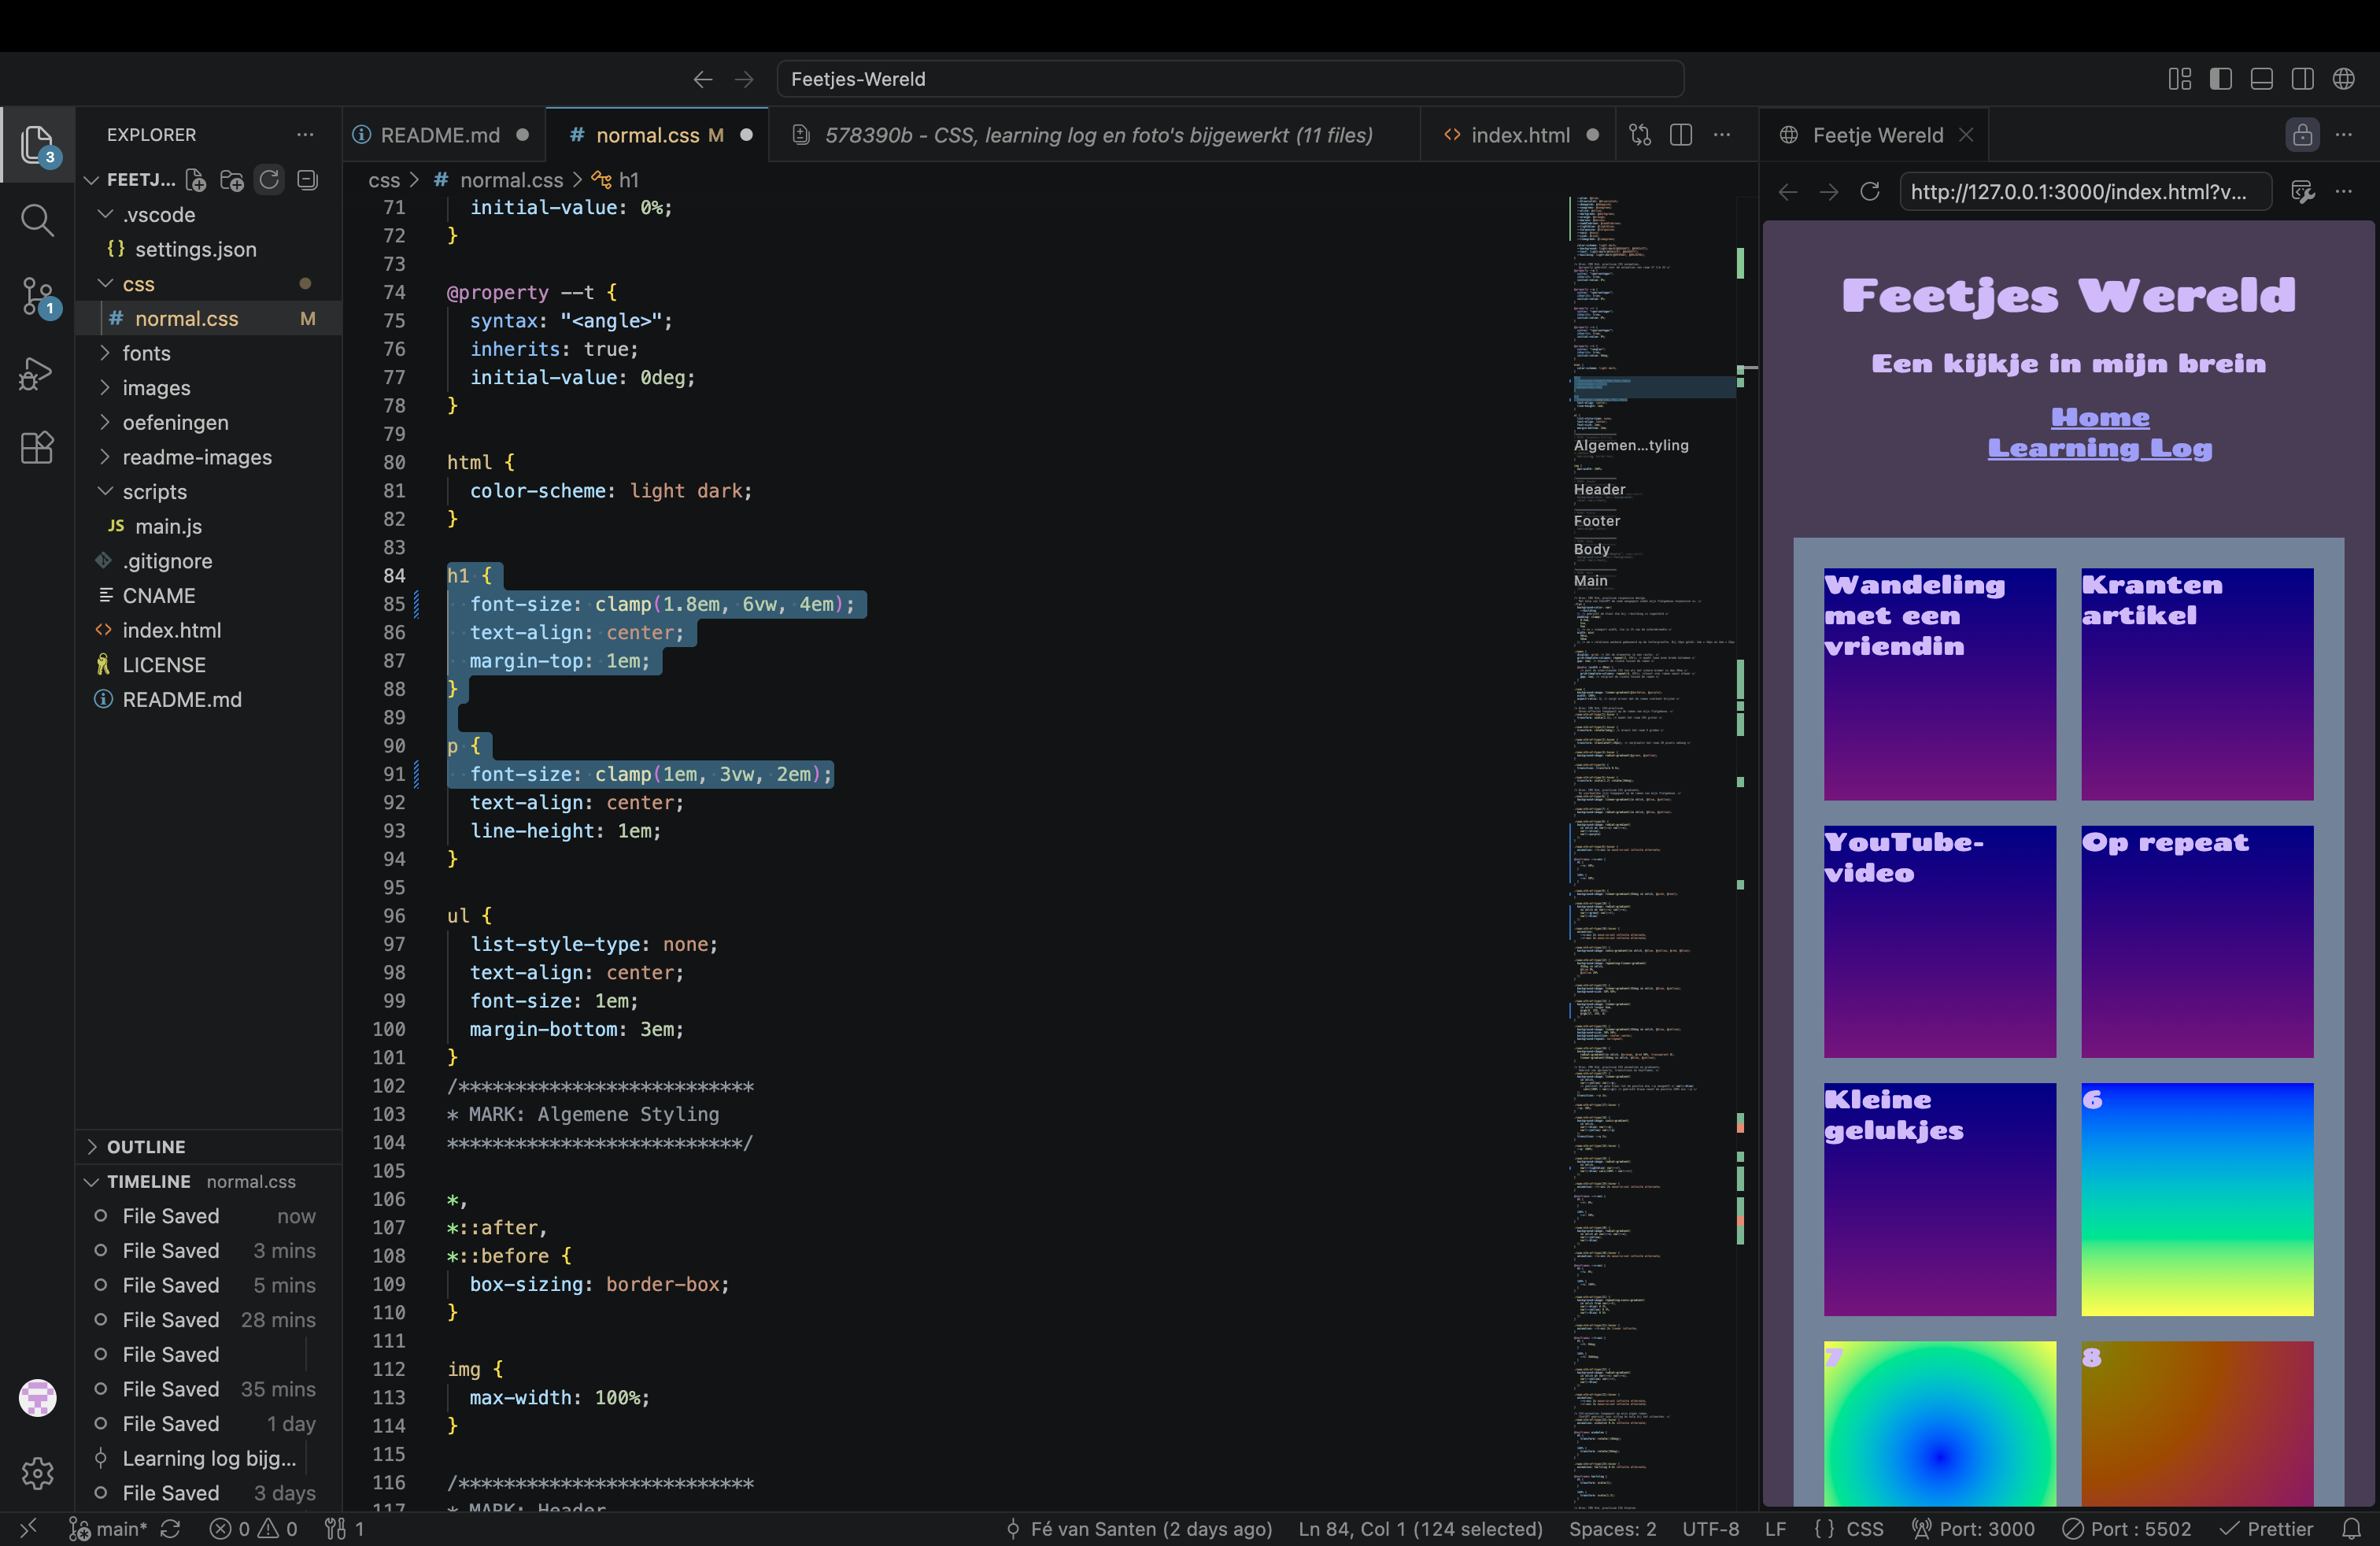 Feetjes-Wereld
EXPLORER
3
FEETJ...
.vscode
settings.json
css
normal.css M
fonts
images
oefeningen
readme-images
scripts
JS main.js
.gitignore
CNAME
index.html
LICENSE
README.md
1
OUTLINE
TIMELINE normal.css
File Saved now
File Saved 3 mins
File Saved 5 mins
File Saved 28 mins
File Saved
File Saved 35 mins
File Saved 1 day
Learning log bijg...
File Saved 3 days
README.md
# normal.css M
578390b - CSS, learning log en foto's bijgewerkt (11 files)
index.html
css > # normal.css > h1
71 initial-value: 0%;
72 }
73
74 @property --t {
75 syntax: "<angle>";
76 inherits: true;
77 initial-value: 0deg;
78 }
79
80 html {
81 color-scheme: light dark;
82 }
83
84 h1 {
85 font-size: clamp(1.8em, 6vw, 4em);
86 text-align: center;
87 margin-top: 1em;
88 }
89
90 p {
91 font-size: clamp(1em, 3vw, 2em);
92 text-align: center;
93 line-height: 1em;
94 }
95
96 ul {
97 list-style-type: none;
98 text-align: center;
99 font-size: 1em;
100 margin-bottom: 3em;
101 }
102 /**************************
103 * MARK: Algemene Styling
104 **************************/
105
106 *,
107 *::after,
108 *::before {
109 box-sizing: border-box;
110 }
111
112 img {
113 max-width: 100%;
114 }
115
116 /**************************
117 * MARK: Header
Algemen...tyling
Header
Footer
Body
Main
Feetje Wereld
http://127.0.0.1:3000/index.html?v...
Feetjes Wereld
Een kijkje in mijn brein
Home
Learning Log
Wandeling
met een
vriendin
Kranten
artikel
YouTube-
video
Op repeat
Kleine
gelukjes
6
7
8
main*
0
0
1
Fé van Santen (2 days ago)
Ln 84, Col 1 (124 selected)
Spaces: 2
UTF-8
LF
{ } CSS
Port: 3000
Port : 5502
Prettier